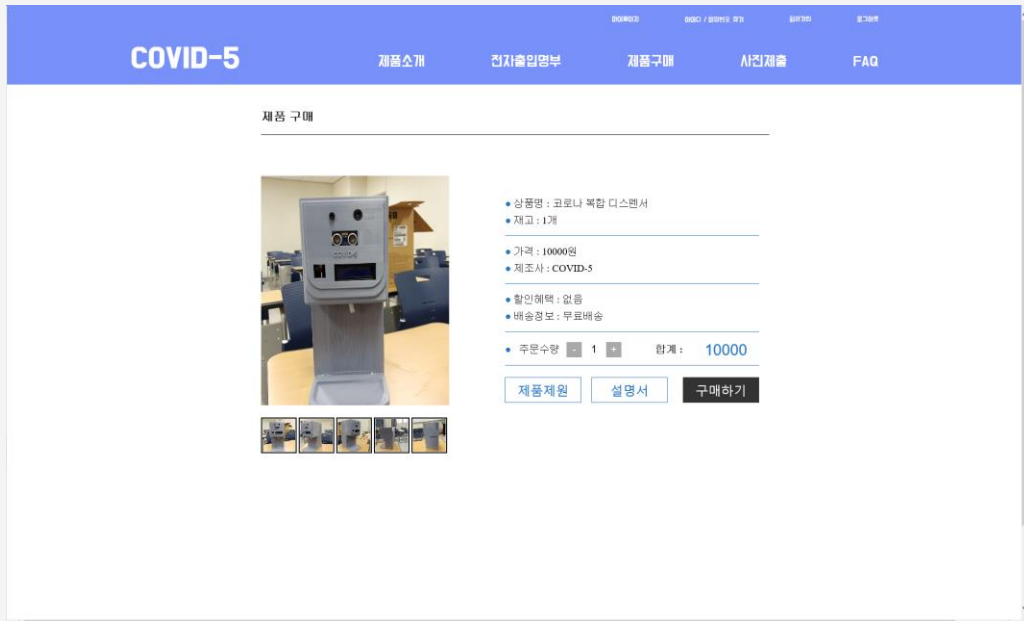 마이페이지 아이디 / 비밀번호 찾기 회원가입 로그아웃
COVID-5 제품소개 전자출입명부 제품구매 사진제출 FAQ
제품 구매
● 상품명 : 코로나 복합 디스펜서
● 재고 : 1개
● 가격 : 10000원
● 제조사 : COVID-5
● 할인혜택 : 없음
● 배송정보 : 무료배송
● 주문수량 - 1 + 합계 : 10000
제품제원 설명서 구매하기
COVID-5